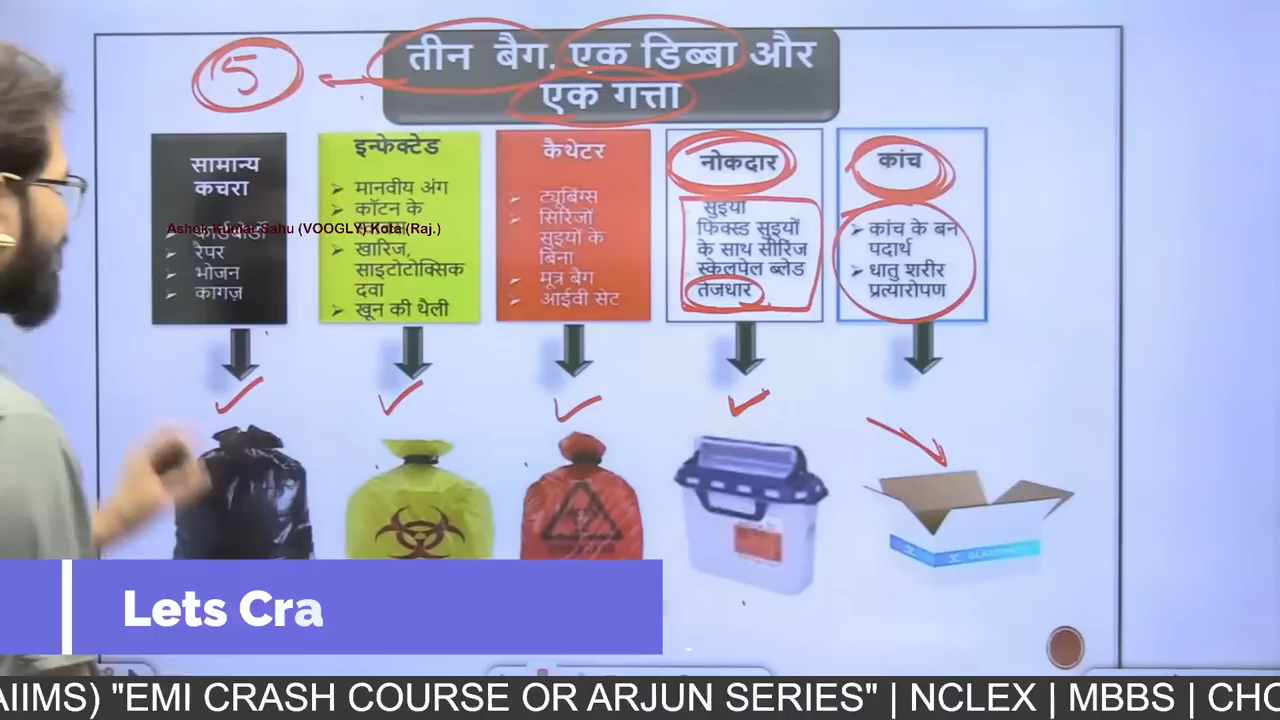 5
तीन बैग. एक डिब्बा और
एक गत्ता
सामान्य
कचरा
रैपर
भोजन
कागज़
इन्फेक्टेड
मानवीय अंग
कॉटन के
खारिज,
साइटोटोक्सिक
दवा
खून की थैली
कैथेटर
ट्यूबिंग्स
सिरिंजों
सुइयों के
बिना
मूत्र बेग
आईवी सेट
नोकदार
सुइयां
फिक्स्ड सुइयों
के साथ सीरिंज
स्केलपेल ब्लेड
तेजधार
कांच
कांच के बन
पदार्थ
धातु शरीर
प्रत्यारोपण
Ashok Kumar Sahu (VOOGLY) Kota (Raj.)
Lets Cra
AIIMS) "EMI CRASH COURSE OR ARJUN SERIES" | NCLEX | MBBS | CHO